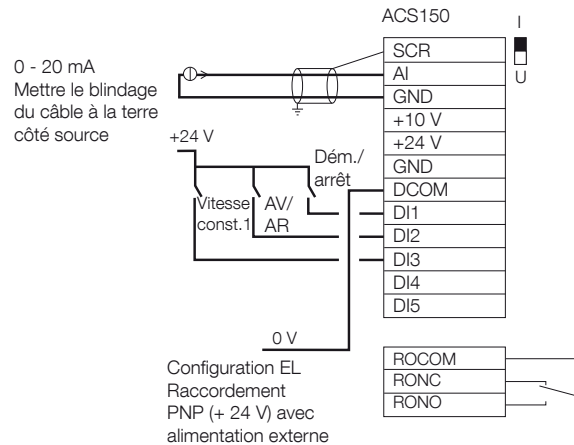 ACS150
I
U
0 - 20 mA
Mettre le blindage
du câble à la terre
côté source
SCR
AI
GND
+10 V
+24 V
GND
DCOM
DI1
DI2
DI3
DI4
DI5
+24 V
Dém./
arrêt
Vitesse
const.1
AV/
AR
0 V
Configuration EL
Raccordement
PNP (+ 24 V) avec
alimentation externe
ROCOM
RONC
RONO